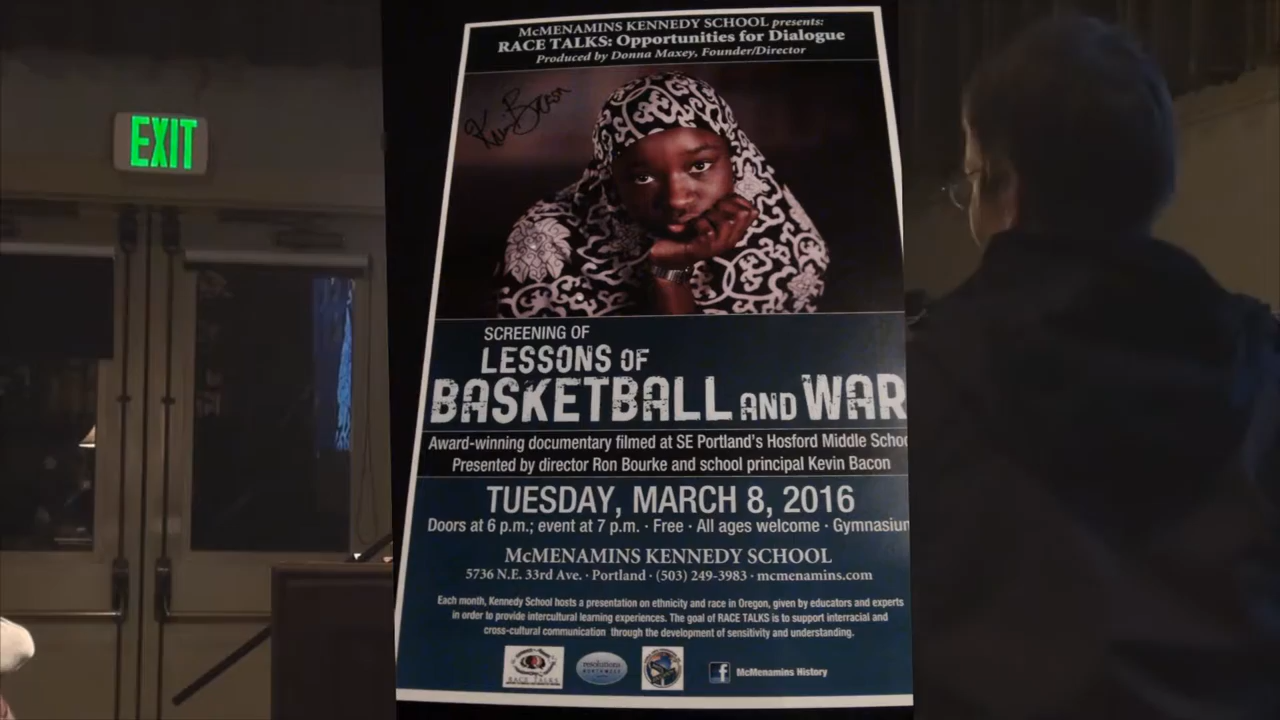 EXIT
McMENAMINS KENNEDY SCHOOL presents:
RACE TALKS: Opportunities for Dialogue
Produced by Donna Maxey, Founder/Director
Kevin Bacon
SCREENING OF
LESSONS OF
BASKETBALL AND WAR
Award-winning documentary filmed at SE Portland's Hosford Middle Schoo
Presented by director Ron Bourke and school principal Kevin Bacon
TUESDAY, MARCH 8, 2016
Doors at 6 p.m.; event at 7 p.m. · Free · All ages welcome · Gymnasium
McMENAMINS KENNEDY SCHOOL
5736 N.E. 33rd Ave. · Portland · (503) 249-3983 · mcmenamins.com
Each month, Kennedy School hosts a presentation on ethnicity and race in Oregon, given by educators and experts
in order to provide intercultural learning experiences. The goal of RACE TALKS is to support interracial and
cross-cultural communication through the development of sensitivity and understanding.
RACE TALKS
resolutions
NORTHWEST
f McMenamins History